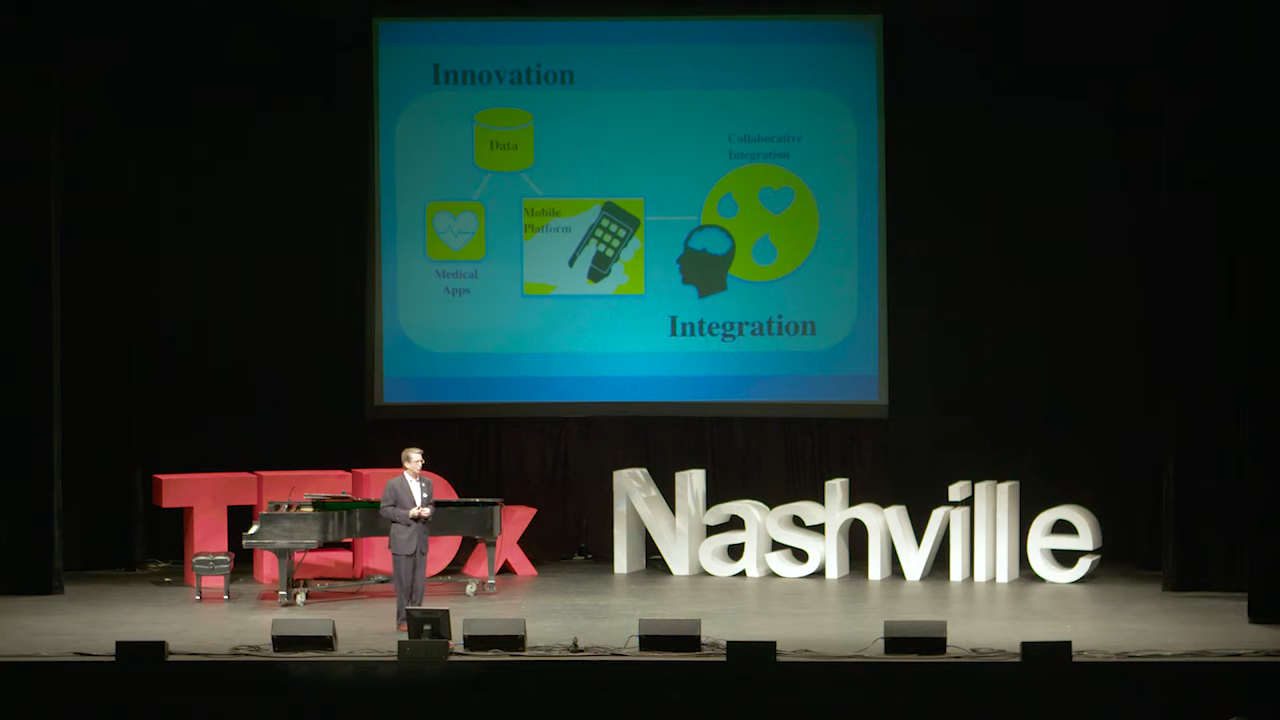 Innovation
Data
Collaborative
Integration
Mobile
Platform
Medical
Apps
Integration
TEDx
Nashville